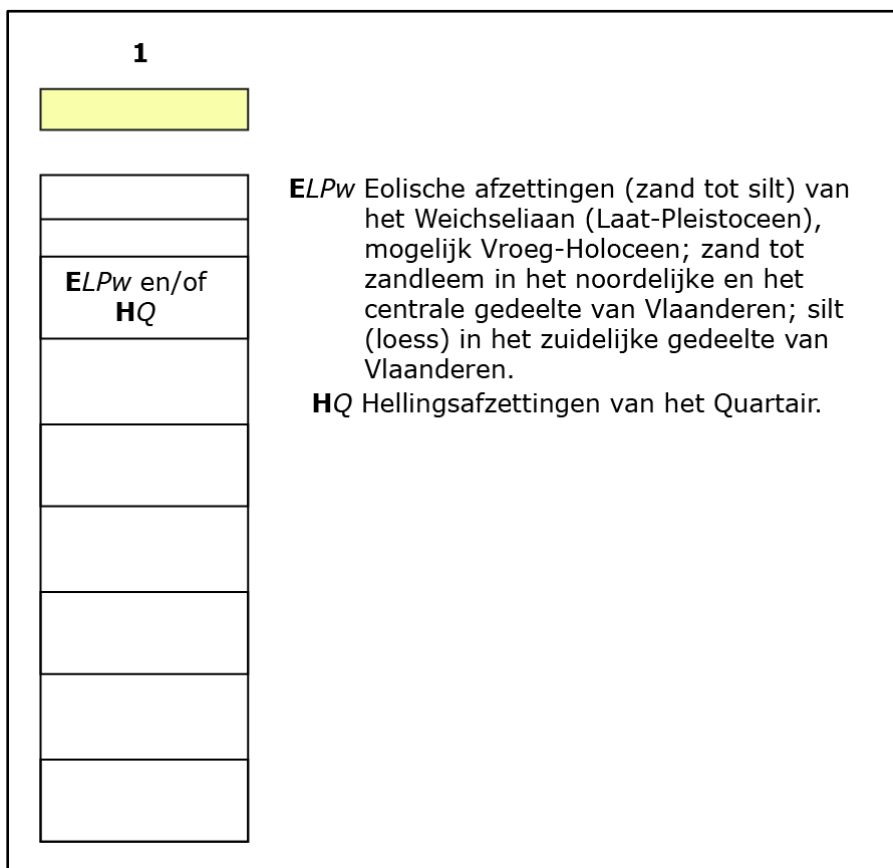 1
ELPw en/of
HQ
ELPw Eolische afzettingen (zand tot silt) van
het Weichseliaan (Laat-Pleistoceen),
mogelijk Vroeg-Holoceen; zand tot
zandleem in het noordelijke en het
centrale gedeelte van Vlaanderen; silt
(loess) in het zuidelijke gedeelte van
Vlaanderen.
HQ Hellingsafzettingen van het Quartair.